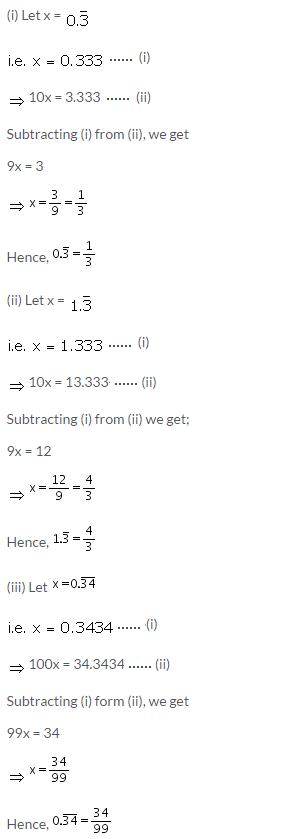 (i) Let x = 0.3̅
i.e. x = 0.333 ...... (i)
⇒ 10x = 3.333 ...... (ii)
Subtracting (i) from (ii), we get
9x = 3
⇒ x = 3/9 = 1/3
Hence, 0.3̅ = 1/3
(ii) Let x = 1.3̅
i.e. x = 1.333 ...... (i)
⇒ 10x = 13.333 ...... (ii)
Subtracting (i) from (ii) we get;
9x = 12
⇒ x = 12/9 = 4/3
Hence, 1.3̅ = 4/3
(iii) Let x = 0.3̅4̅
i.e. x = 0.3434 ...... (i)
⇒ 100x = 34.3434 ...... (ii)
Subtracting (i) form (ii), we get
99x = 34
⇒ x = 34/99
Hence, 0.3̅4̅ = 34/99